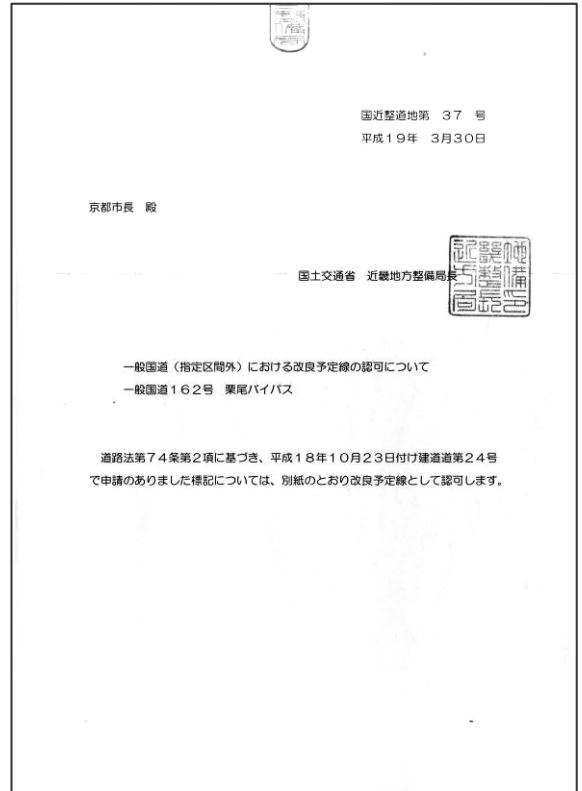 国近整道地第　３７　号
平成１９年　３月３０日
京都市長　殿
国土交通省　近畿地方整備局長
一般国道（指定区間外）における改良予定線の認可について
一般国道１６２号　栗尾バイパス
道路法第７４条第２項に基づき、平成１８年１０月２３日付け建道道第２４号
で申請のありました標記については、別紙のとおり改良予定線として認可します。